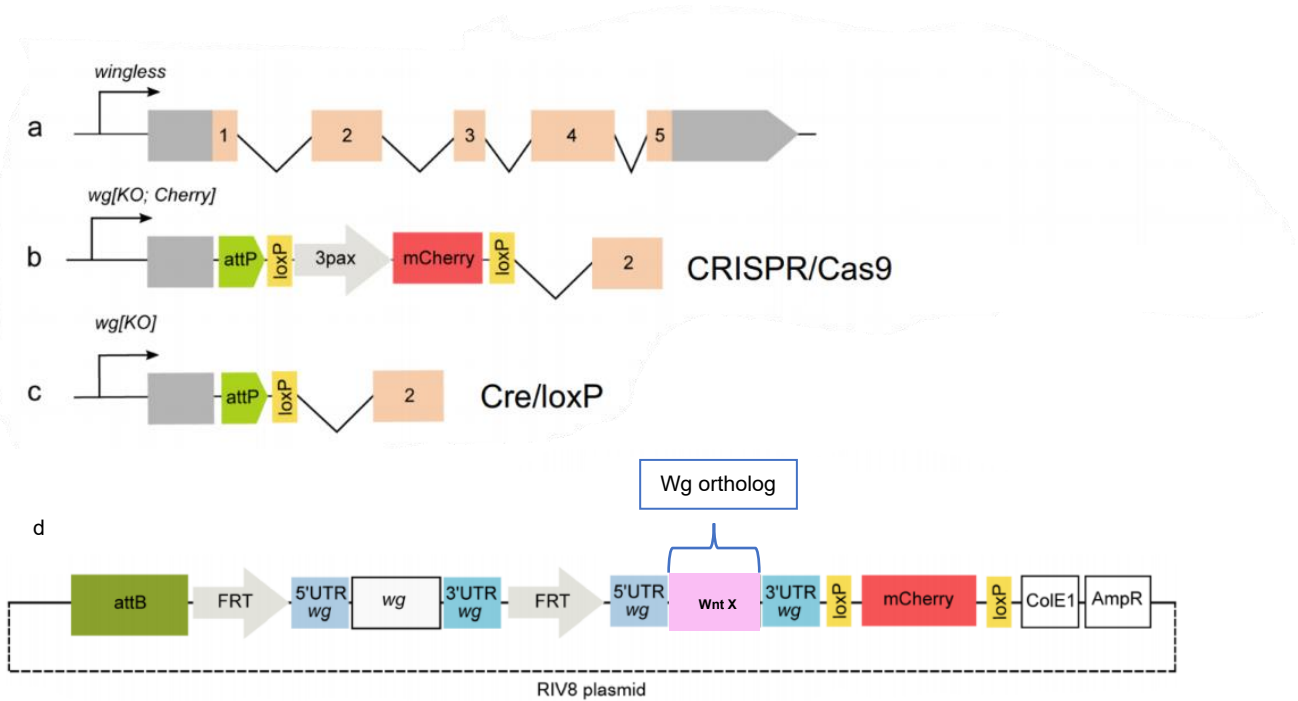 wingless
a
1 2 3 4 5
wg[KO; Cherry]
b
attP loxP 3pax mCherry loxP 2
CRISPR/Cas9
wg[KO]
c
attP loxP 2
Cre/loxP
Wg ortholog
d
attB FRT 5'UTR wg wg 3'UTR wg FRT 5'UTR wg Wnt X 3'UTR wg loxP mCherry loxP ColE1 AmpR
RIV8 plasmid